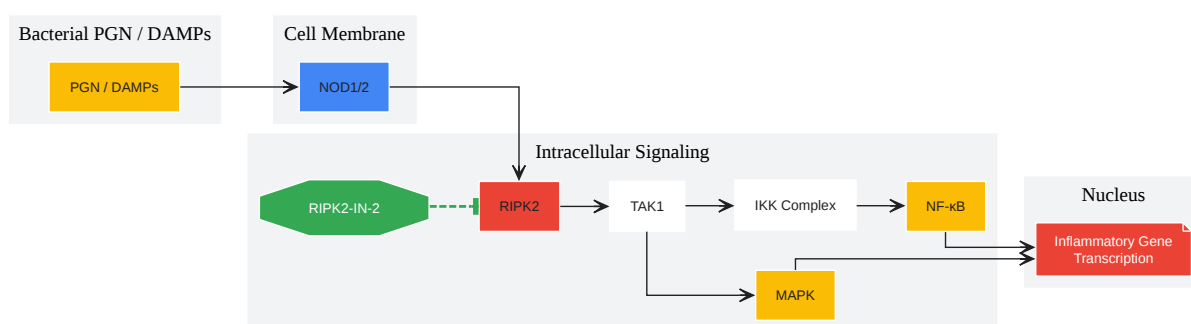 Bacterial PGN / DAMPs
Cell Membrane
PGN / DAMPs
NOD1/2
Intracellular Signaling
RIPK2-IN-2
RIPK2
TAK1
IKK Complex
NF-κB
MAPK
Nucleus
Inflammatory Gene
Transcription